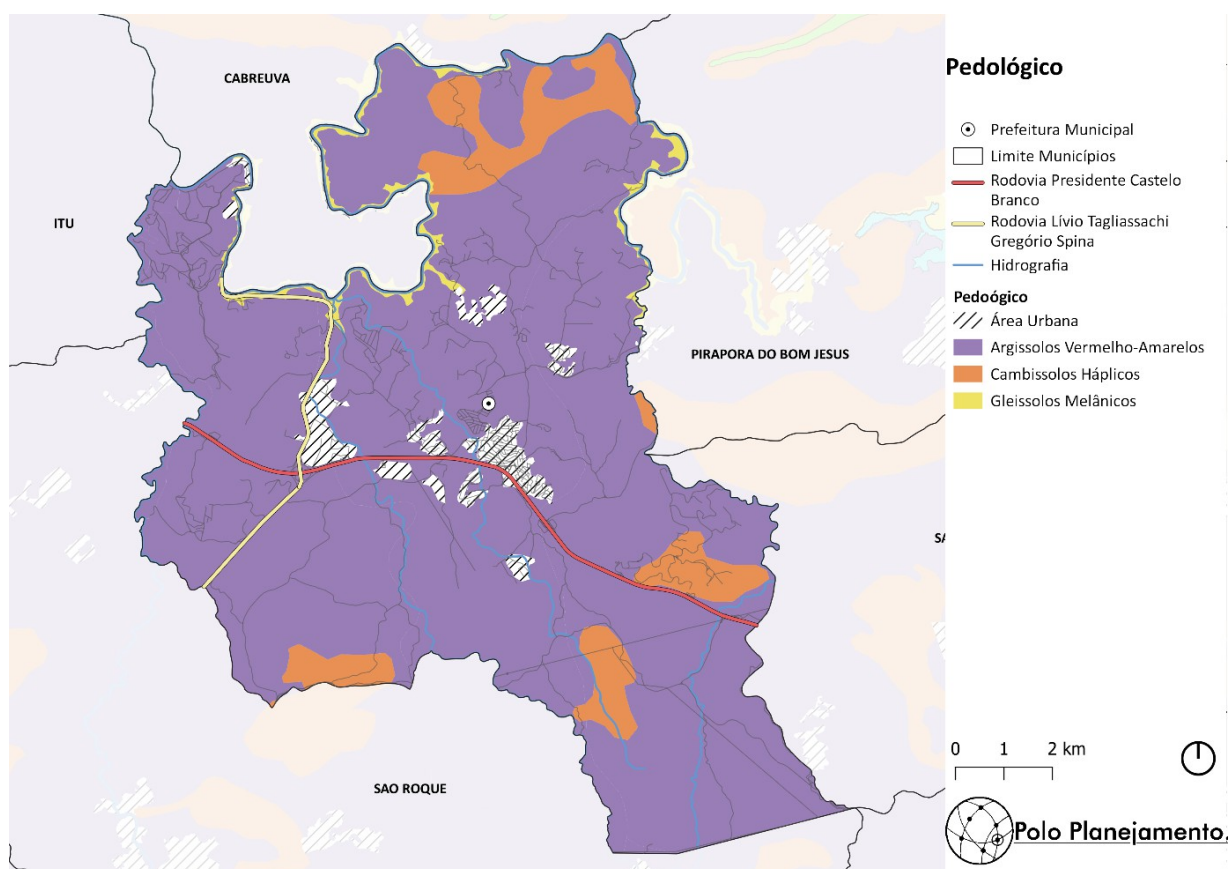 CABREUVA
ITU
PIRAPORA DO BOM JESUS
SA
SAO ROQUE
Pedológico
Prefeitura Municipal
Limite Municípios
Rodovia Presidente Castelo
Branco
Rodovia Lívio Tagliassachi
Gregório Spina
Hidrografia
Pedoógico
Área Urbana
Argissolos Vermelho-Amarelos
Cambissolos Háplicos
Gleissolos Melânicos
0 1 2 km
Polo Planejamento.